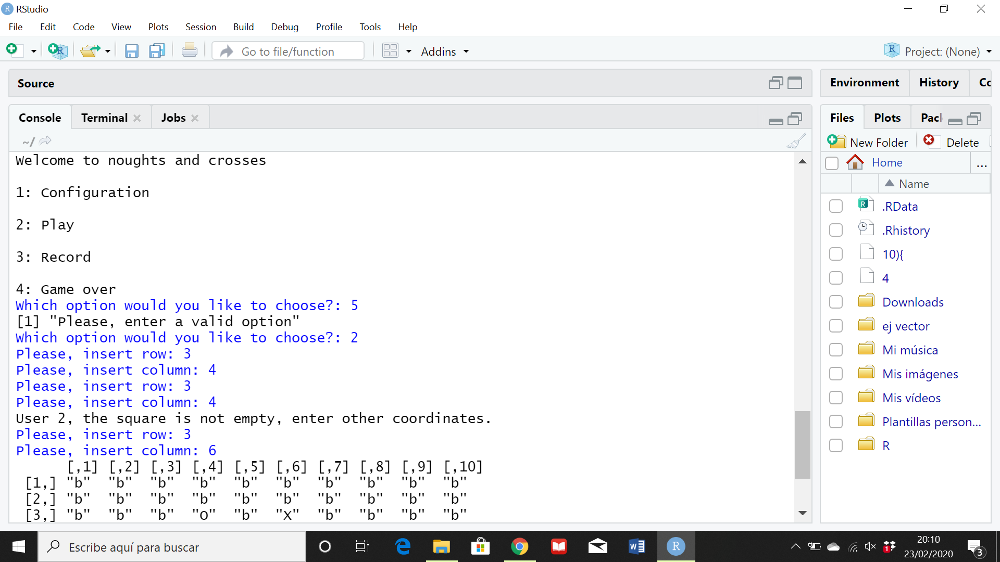 RStudio
File Edit Code View Plots Session Build Debug Profile Tools Help
Go to file/function Addins Project: (None)
Source
Environment History Co
Console Terminal Jobs
Files Plots Pack
~/
New Folder Delete
Home ...
Name
.RData
.Rhistory
10){
4
Downloads
ej vector
Mi música
Mis imágenes
Mis vídeos
Plantillas person...
R
Welcome to noughts and crosses
1: Configuration
2: Play
3: Record
4: Game over
Which option would you like to choose?: 5
[1] "Please, enter a valid option"
Which option would you like to choose?: 2
Please, insert row: 3
Please, insert column: 4
Please, insert row: 3
Please, insert column: 4
User 2, the square is not empty, enter other coordinates.
Please, insert row: 3
Please, insert column: 6
[,1] [,2] [,3] [,4] [,5] [,6] [,7] [,8] [,9] [,10]
[1,] "b" "b" "b" "b" "b" "b" "b" "b" "b" "b"
[2,] "b" "b" "b" "b" "b" "b" "b" "b" "b" "b"
[3,] "b" "b" "b" "O" "b" "X" "b" "b" "b" "b"
Escribe aquí para buscar
20:10
23/02/2020
3